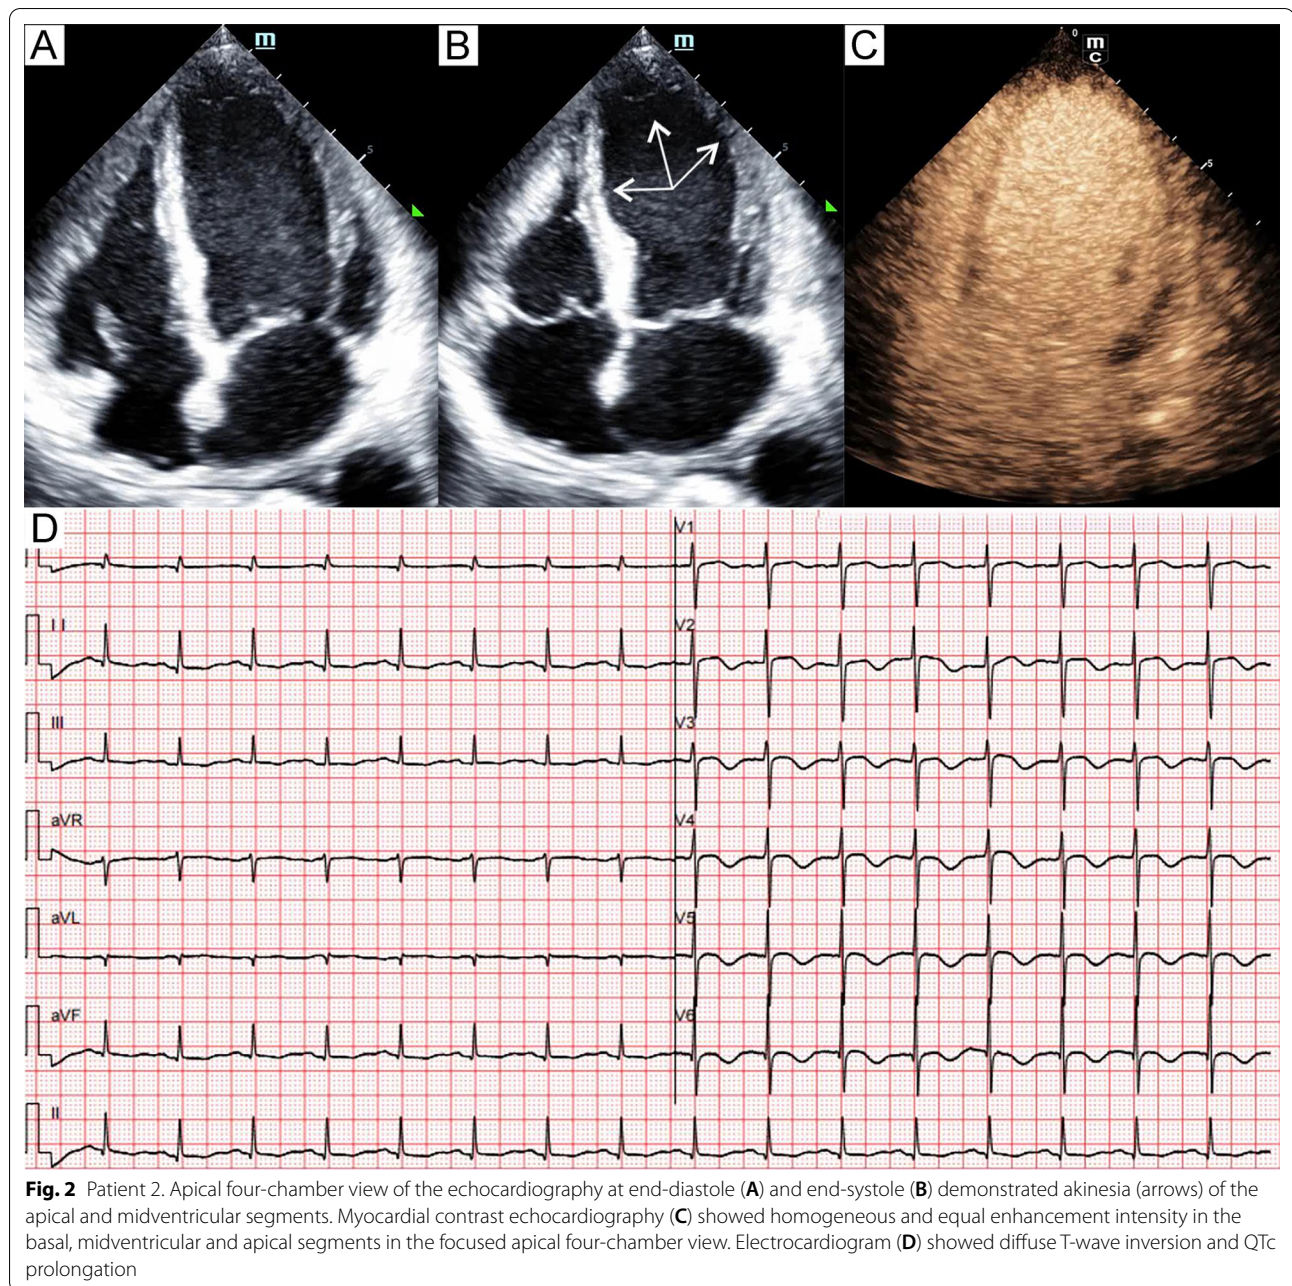 A
m
5
B
m
5
C
0
m
C
5
D
V1
I I
V2
III
V3
aVR
V4
aVL
V5
aVF
V6
II
Fig. 2 Patient 2. Apical four-chamber view of the echocardiography at end-diastole (A) and end-systole (B) demonstrated akinesia (arrows) of the
apical and midventricular segments. Myocardial contrast echocardiography (C) showed homogeneous and equal enhancement intensity in the
basal, midventricular and apical segments in the focused apical four-chamber view. Electrocardiogram (D) showed diffuse T-wave inversion and QTc
prolongation